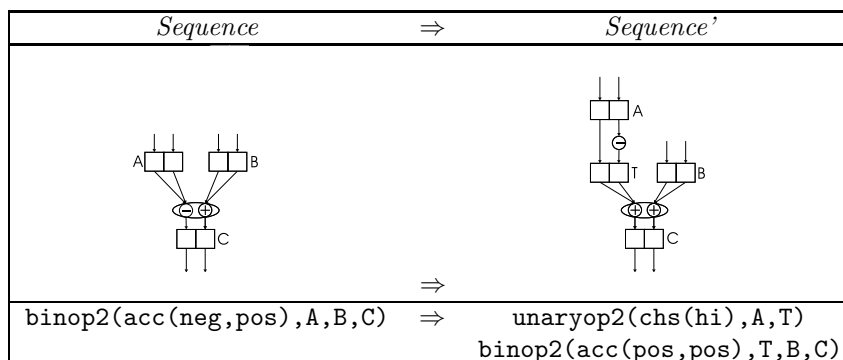 Sequence ⇒ Sequence'
A
B
− +
C
A
−
T
B
+ +
C
⇒
binop2(acc(neg,pos),A,B,C) ⇒ unaryop2(chs(hi),A,T)
binop2(acc(pos,pos),T,B,C)